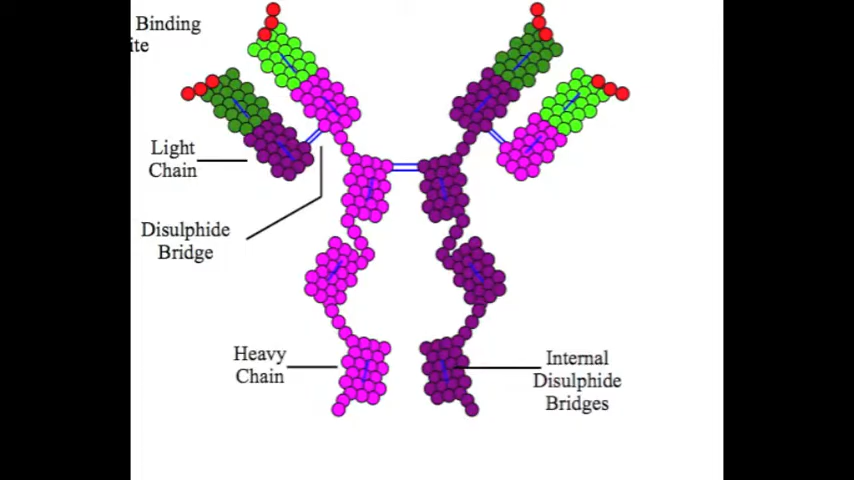 Binding
ite
Light
Chain
Disulphide
Bridge
Heavy
Chain
Internal
Disulphide
Bridges